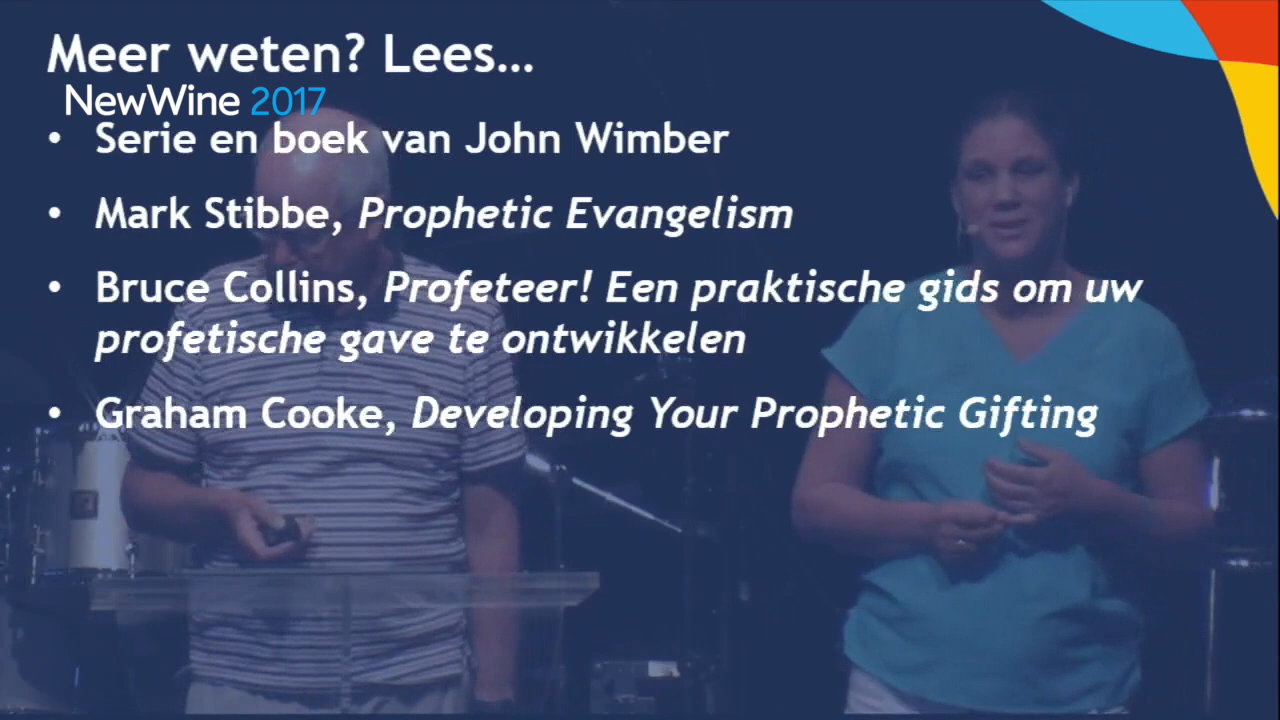 Meer weten? Lees...
NewWine 2017
• Serie en boek van John Wimber
• Mark Stibbe, Prophetic Evangelism
• Bruce Collins, Profeteer! Een praktische gids om uw
profetische gave te ontwikkelen
• Graham Cooke, Developing Your Prophetic Gifting